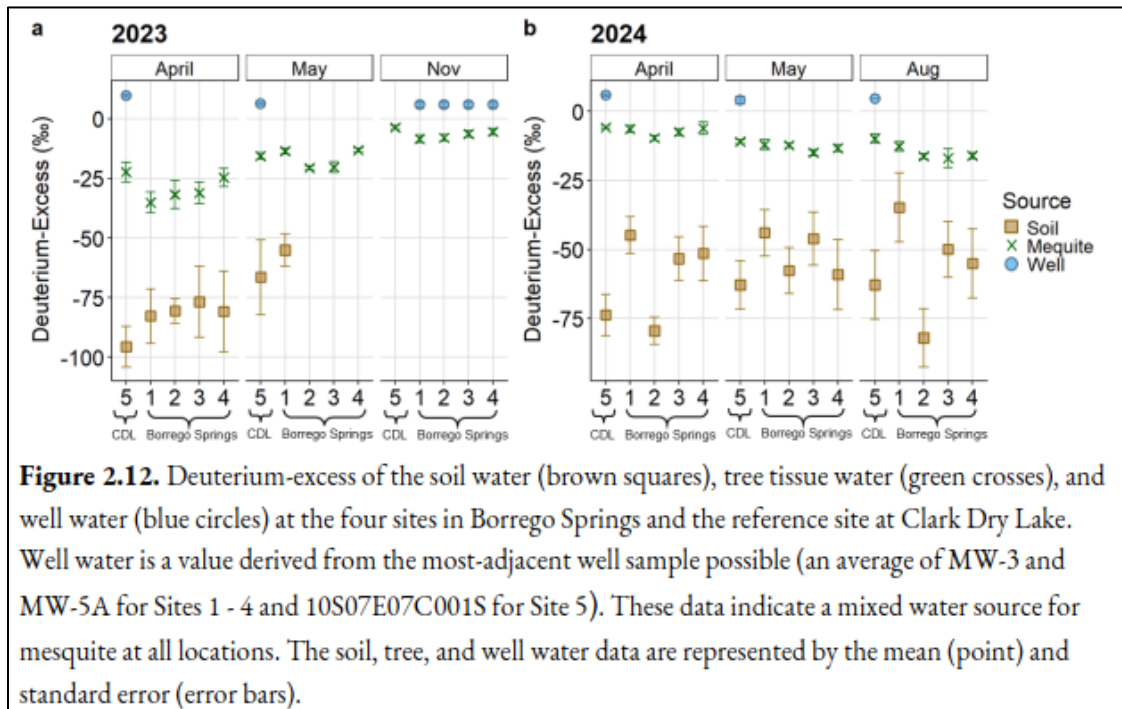 a 2023
April May Nov
Deuterium-Excess (‰)
0
-25
-50
-75
-100
5 1 2 3 4 5 1 2 3 4 5 1 2 3 4
CDL Borrego Springs CDL Borrego Springs CDL Borrego Springs
b 2024
April May Aug
Deuterium-Excess (‰)
0
-25
-50
-75
5 1 2 3 4 5 1 2 3 4 5 1 2 3 4
CDL Borrego Springs CDL Borrego Springs CDL Borrego Springs
Source
Soil
Mequite
Well
Figure 2.12. Deuterium-excess of the soil water (brown squares), tree tissue water (green crosses), and
well water (blue circles) at the four sites in Borrego Springs and the reference site at Clark Dry Lake.
Well water is a value derived from the most-adjacent well sample possible (an average of MW-3 and
MW-5A for Sites 1 - 4 and 10S07E07C001S for Site 5). These data indicate a mixed water source for
mesquite at all locations. The soil, tree, and well water data are represented by the mean (point) and
standard error (error bars).